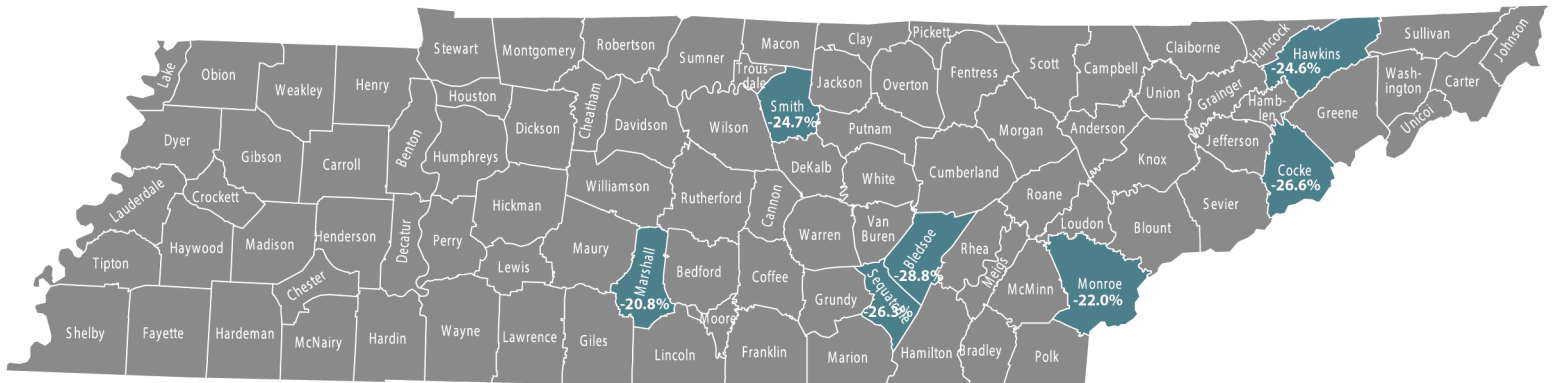 Lake
Obion
Weakley
Henry
Stewart
Montgomery
Robertson
Sumner
Macon
Clay
Pickett
Scott
Campbell
Claiborne
Hancock
Hawkins
-24.6%
Sullivan
Johnson
Trous-
dale
Smith
-24.7%
Jackson
Overton
Fentress
Union
Grainger
Hamb-
len
Greene
Wash-
ington
Carter
Unicoi
Dyer
Gibson
Carroll
Benton
Houston
Humphreys
Dickson
Cheatham
Davidson
Wilson
Putnam
Morgan
Anderson
Knox
Jefferson
Cocke
-26.6%
Lauderdale
Crockett
Williamson
Rutherford
Cannon
DeKalb
White
Cumberland
Roane
Loudon
Blount
Sevier
Tipton
Haywood
Madison
Henderson
Decatur
Perry
Hickman
Lewis
Maury
Marshall
-20.8%
Bedford
Coffee
Warren
Van
Buren
Bledsoe
-28.8%
Sequatchie
-26.3%
Rhea
Meigs
McMinn
Monroe
-22.0%
Chester
Grundy
Moore
Shelby
Fayette
Hardeman
McNairy
Hardin
Wayne
Lawrence
Giles
Lincoln
Franklin
Marion
Hamilton
Bradley
Polk